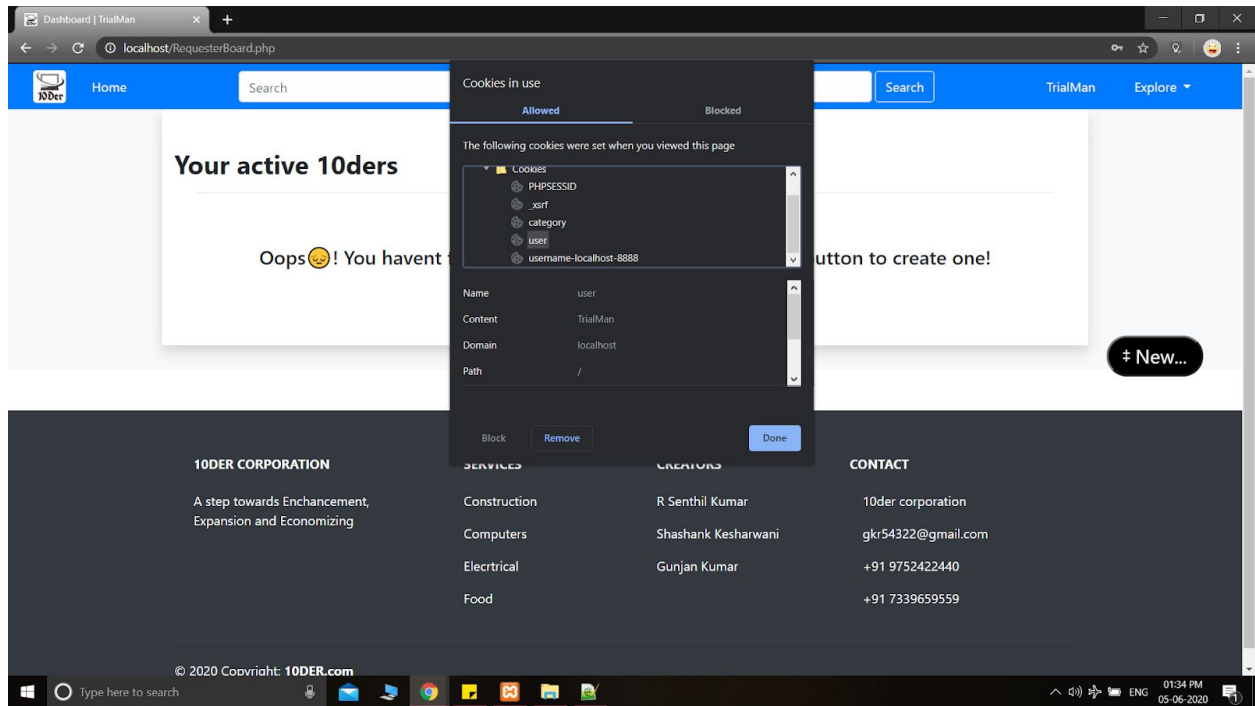 Dashboard | TrialMan
localhost/RequesterBoard.php
10Der
Home
Search
Search
TrialMan
Explore
Cookies in use
Allowed
Blocked
The following cookies were set when you viewed this page
Cookies
PHPSESSID
_xsrf
category
user
username-localhost-8888
Name user
Content TrialMan
Domain localhost
Path /
Block
Remove
Done
Your active 10ders
Oops😔! You havent
utton to create one!
‡ New...
10DER CORPORATION
A step towards Enchancement,
Expansion and Economizing
SERVICES
Construction
Computers
Elecrtrical
Food
CREATORS
R Senthil Kumar
Shashank Kesharwani
Gunjan Kumar
CONTACT
10der corporation
gkr54322@gmail.com
+91 9752422440
+91 7339659559
© 2020 Copyright: 10DER.com
Type here to search
ENG
01:34 PM
05-06-2020
1